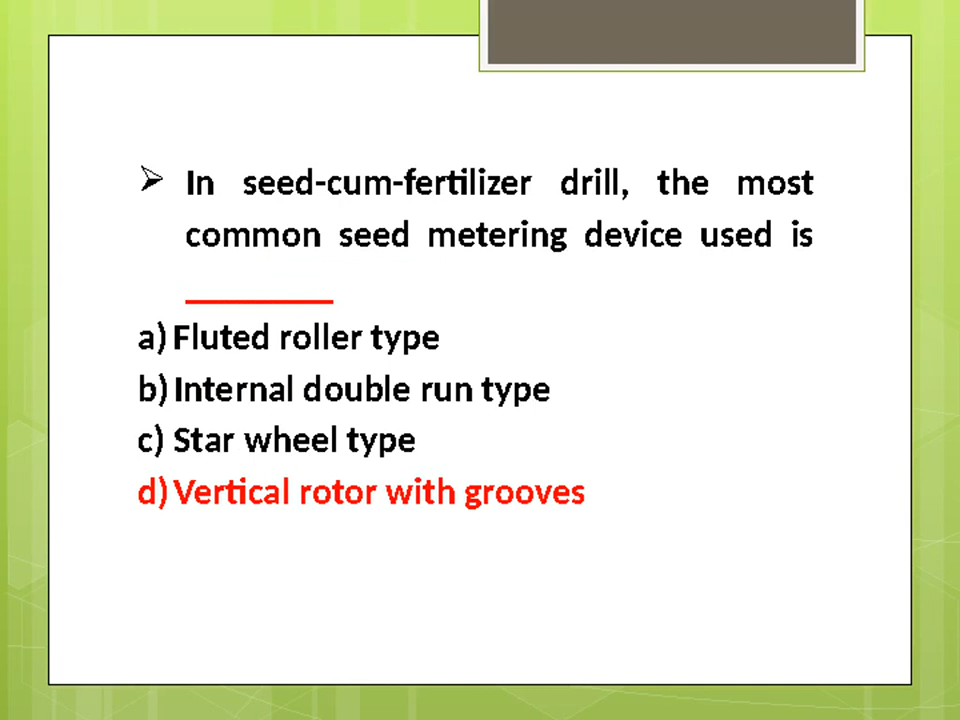 ➢ In seed-cum-fertilizer drill, the most
common seed metering device used is
________
a) Fluted roller type
b) Internal double run type
c) Star wheel type
d) Vertical rotor with grooves